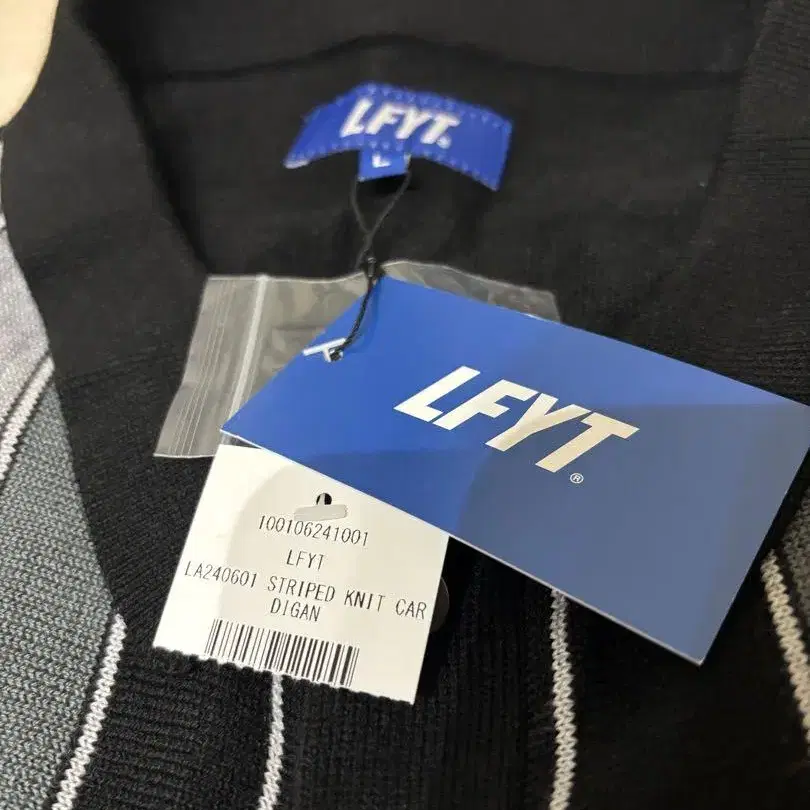 LFYT
L
LFYT®
100106241001
LFYT
LA240601 STRIPED KNIT CAR
DIGAN